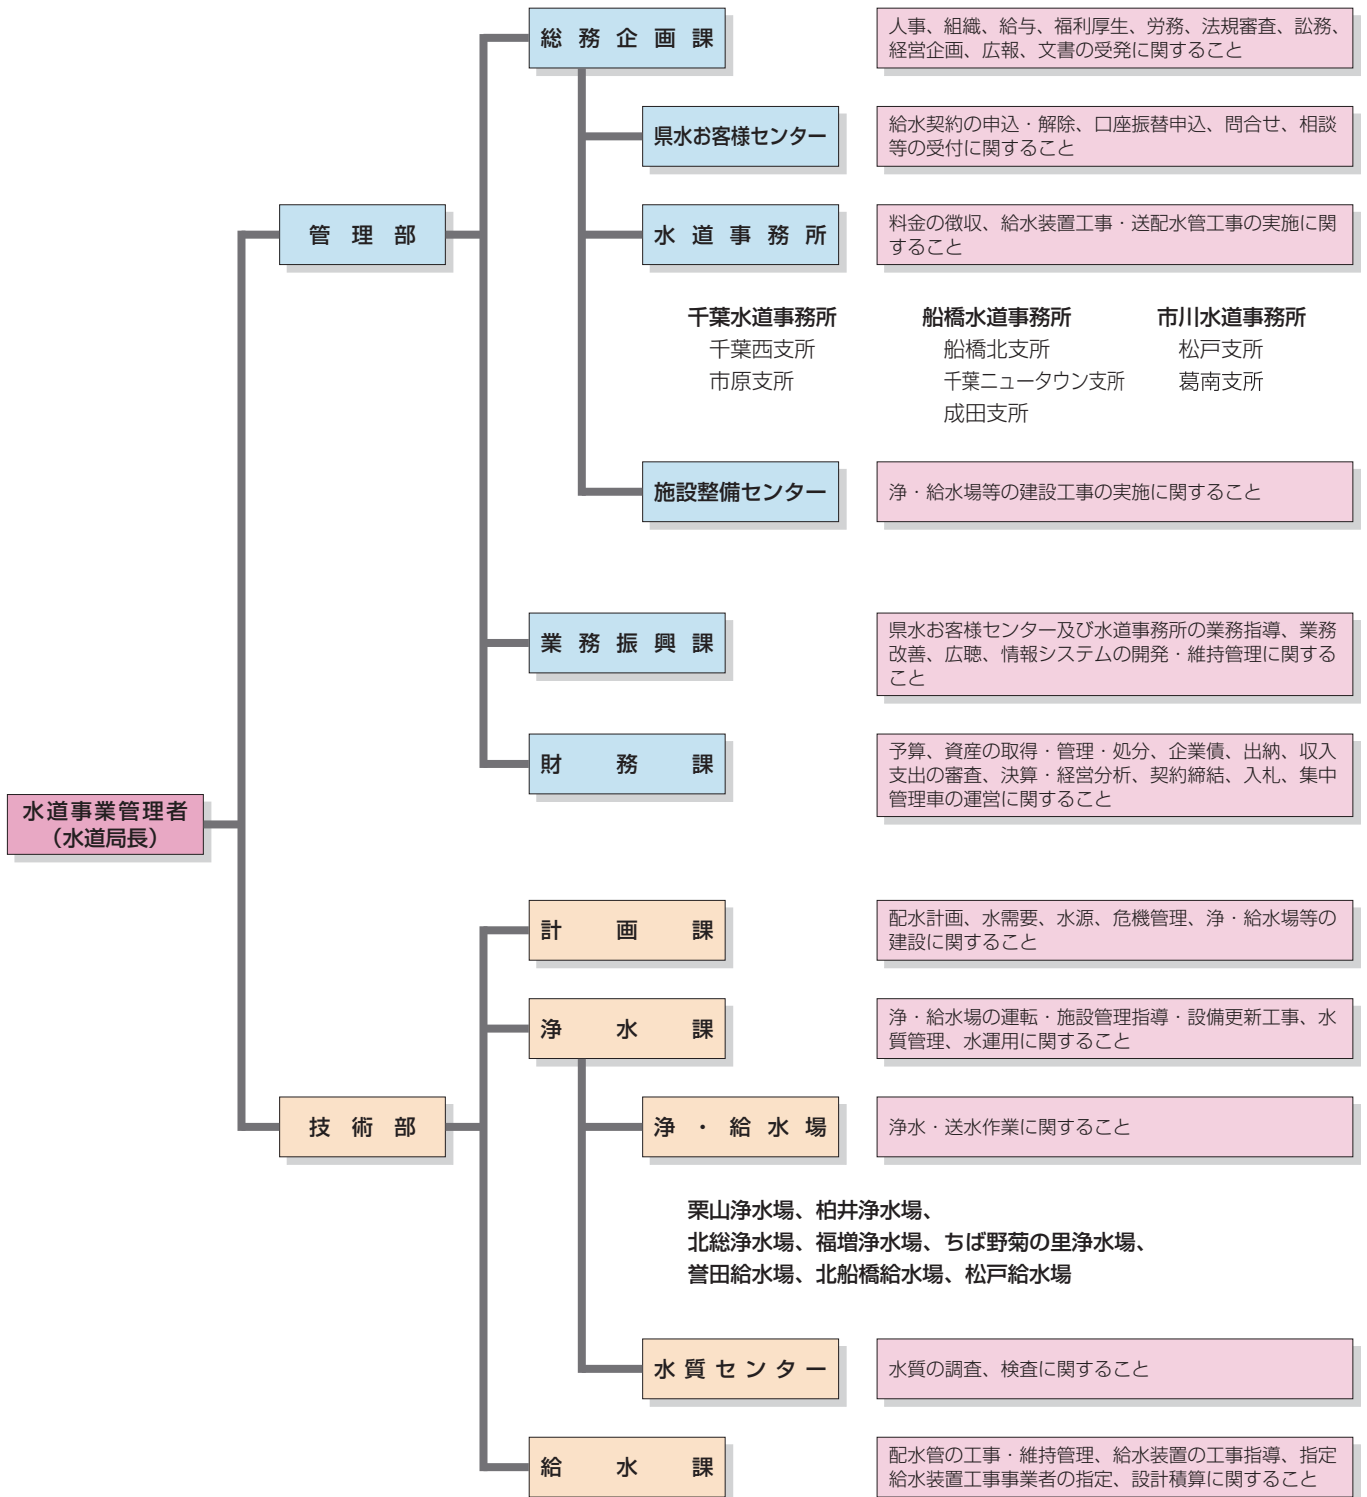 総務企画課
人事、組織、給与、福利厚生、労務、法規審査、訟務、
経営企画、広報、文書の受発に関すること
県水お客様センター
給水契約の申込・解除、口座振替申込、問合せ、相談
等の受付に関すること
管理部
水道事務所
料金の徴収、給水装置工事・送配水管工事の実施に関
すること
千葉水道事務所
千葉西支所
市原支所
船橋水道事務所
船橋北支所
千葉ニュータウン支所
成田支所
市川水道事務所
松戸支所
葛南支所
施設整備センター
浄・給水場等の建設工事の実施に関すること
業務振興課
県水お客様センター及び水道事務所の業務指導、業務
改善、広聴、情報システムの開発・維持管理に関する
こと
財務課
予算、資産の取得・管理・処分、企業債、出納、収入
支出の審査、決算・経営分析、契約締結、入札、集中
管理車の運営に関すること
水道事業管理者
（水道局長）
計画課
配水計画、水需要、水源、危機管理、浄・給水場等の
建設に関すること
浄水課
浄・給水場の運転・施設管理指導・設備更新工事、水
質管理、水運用に関すること
技術部
浄・給水場
浄水・送水作業に関すること
栗山浄水場、柏井浄水場、
北総浄水場、福増浄水場、ちば野菊の里浄水場、
誉田給水場、北船橋給水場、松戸給水場
水質センター
水質の調査、検査に関すること
給水課
配水管の工事・維持管理、給水装置の工事指導、指定
給水装置工事事業者の指定、設計積算に関すること